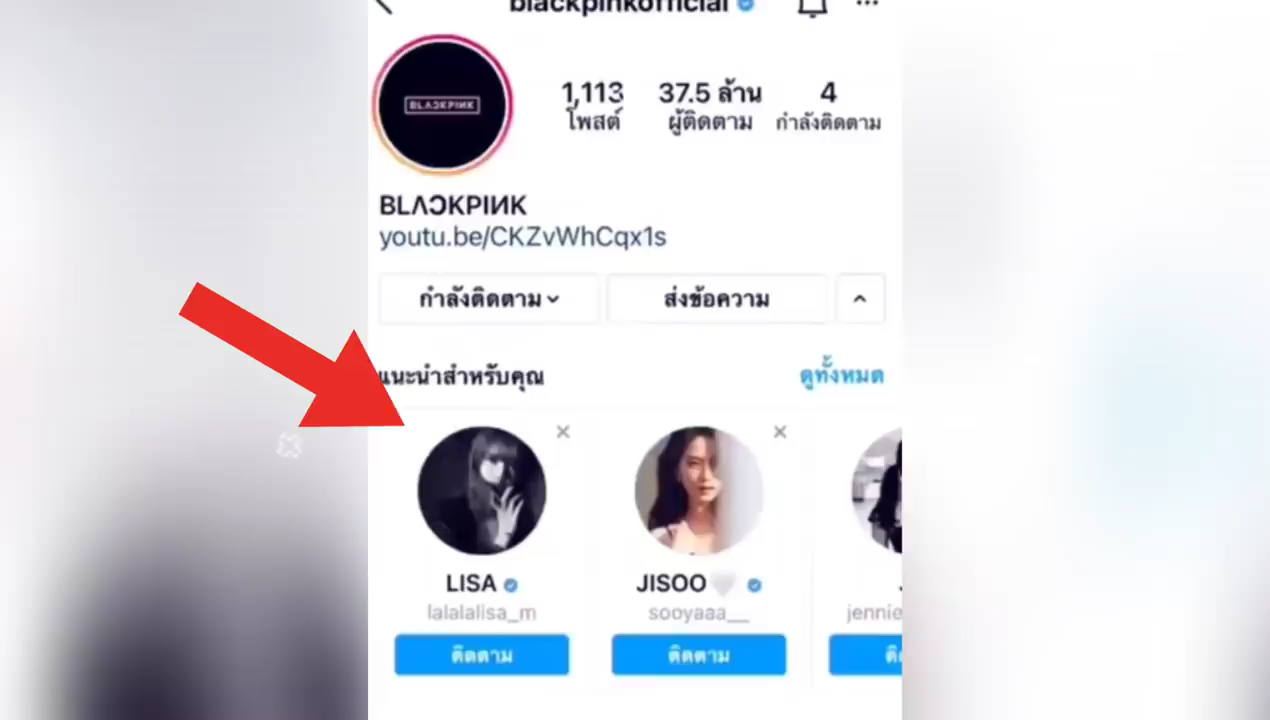 blackpinkofficial
BLΛƆKPIИK
1,113 37.5 ล้าน 4
โพสต์ ผู้ติดตาม กำลังติดตาม
BLΛƆKPIИK
youtu.be/CKZvWhCqx1s
กำลังติดตาม ส่งข้อความ
แนะนำสำหรับคุณ ดูทั้งหมด
LISA JISOO
lalalalisa_m sooyaaa__ jennie
ติดตาม ติดตาม